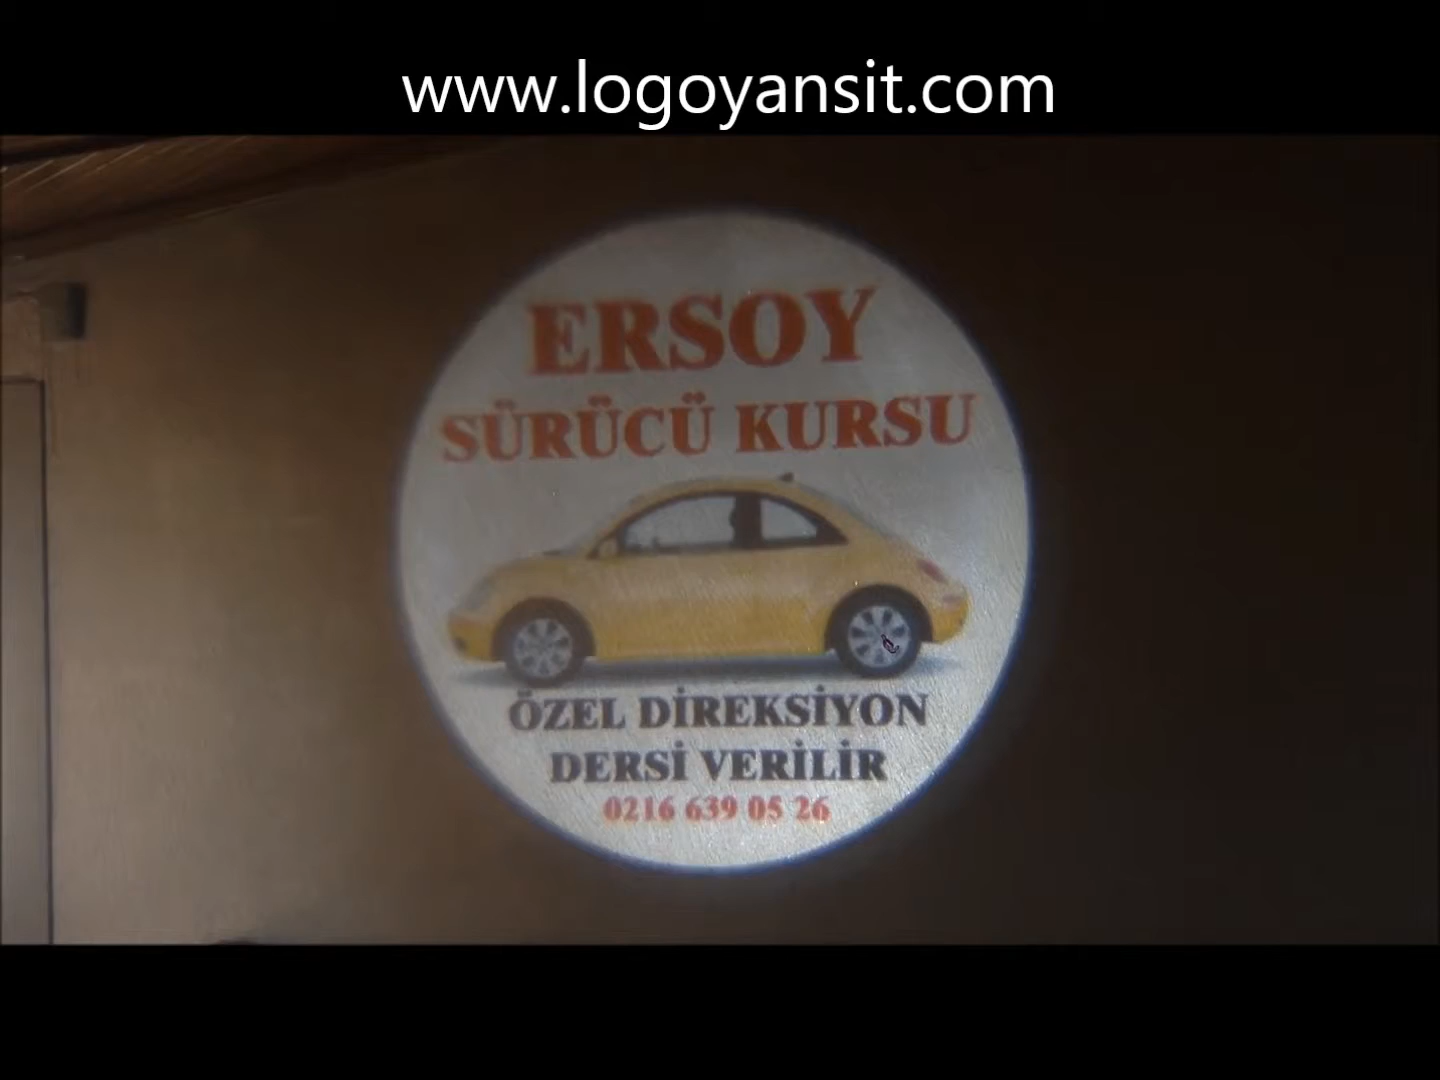 www.logoyansit.com
ERSOY
SÜRÜCÜ KURSU
ÖZEL DİREKSİYON
DERSİ VERİLİR
0216 639 05 26